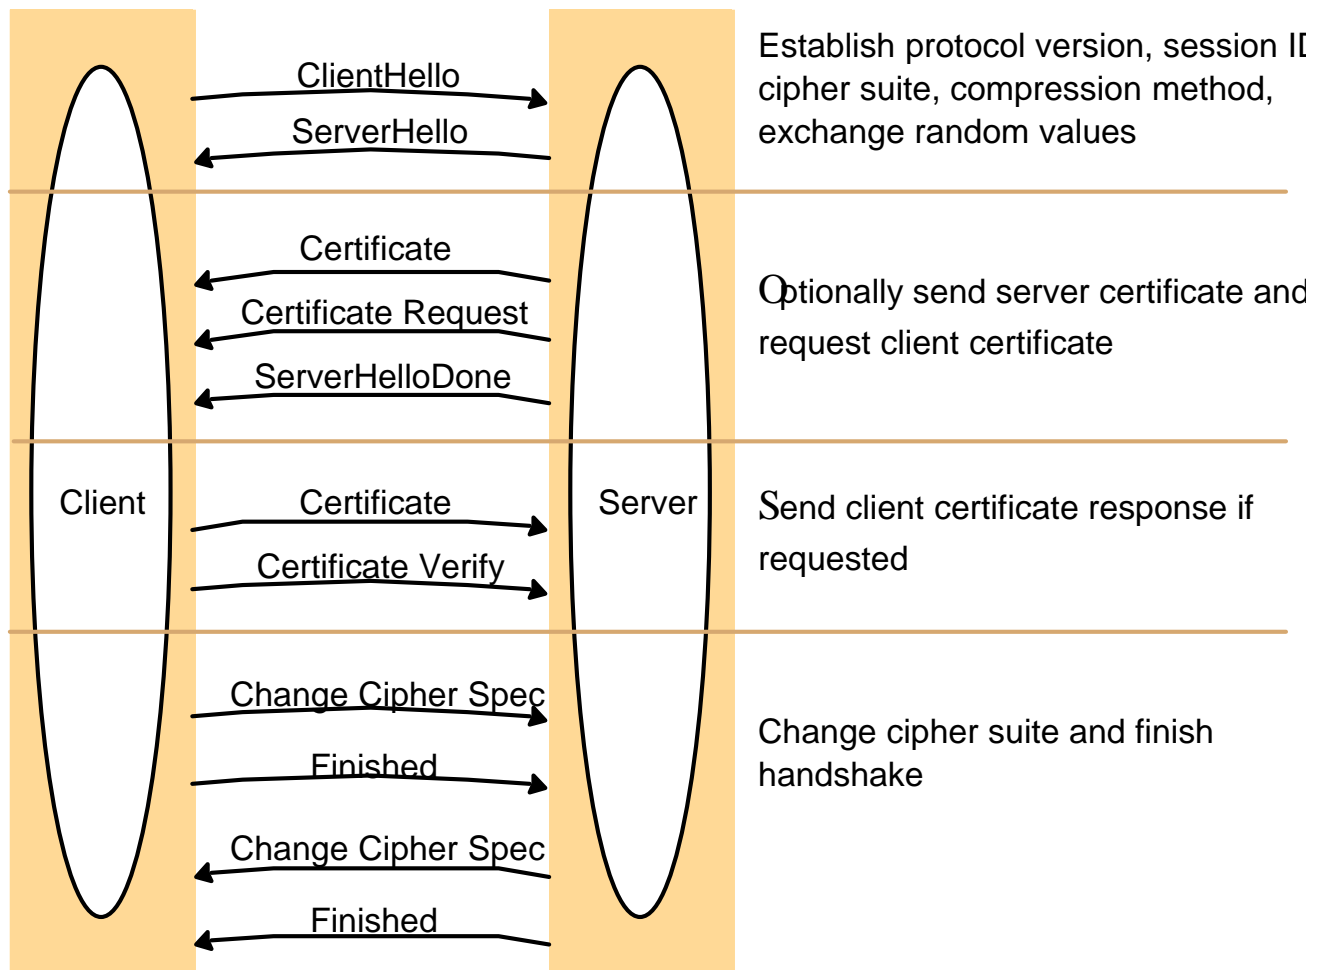 ClientHello
ServerHello
Establish protocol version, session ID
cipher suite, compression method,
exchange random values
Certificate
Certificate Request
ServerHelloDone
Optionally send server certificate and
request client certificate
Client
Server
Certificate
Certificate Verify
Send client certificate response if
requested
Change Cipher Spec
Finished
Change Cipher Spec
Finished
Change cipher suite and finish
handshake